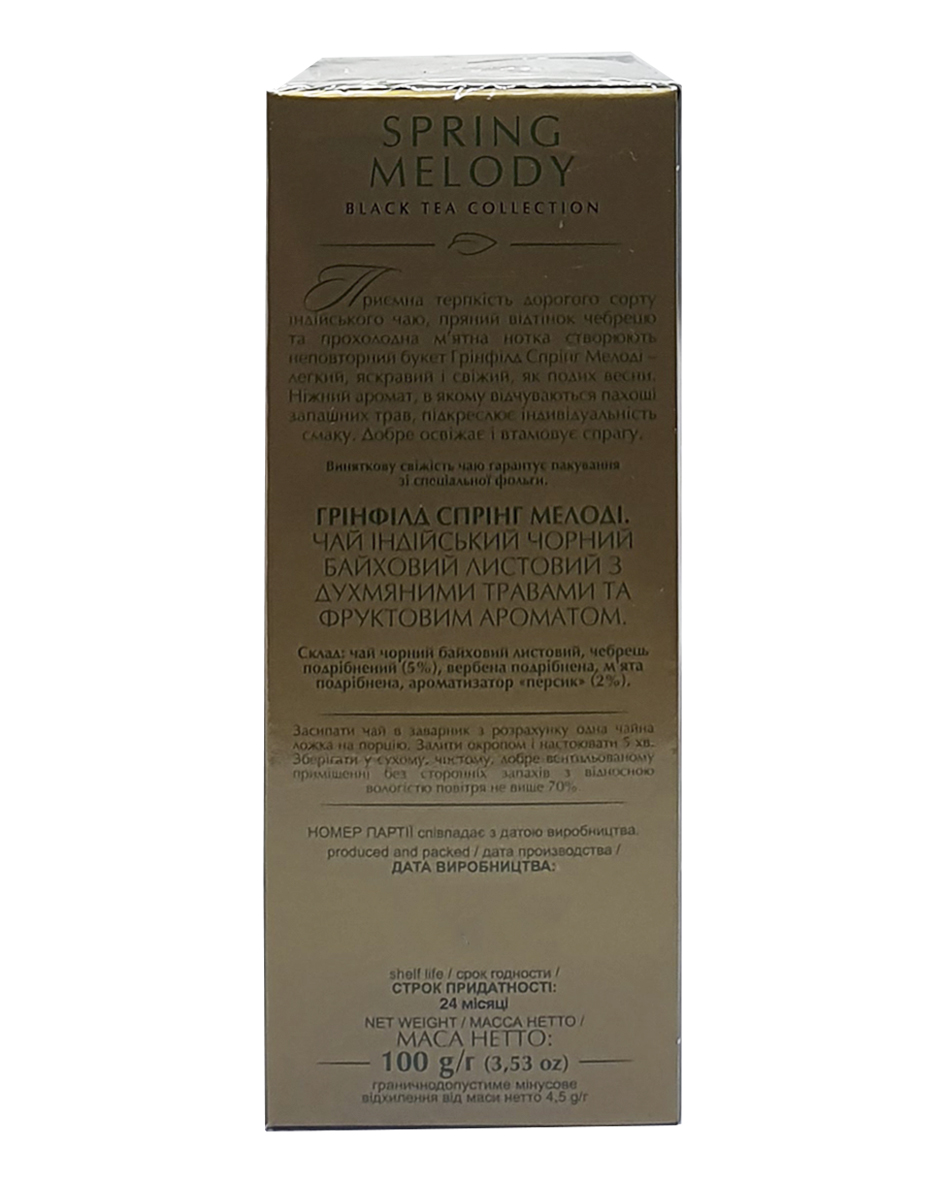 SPRING
MELODY
BLACK TEA COLLECTION
Приємна терпкість дорогого сорту
індійського чаю, пряний відтінок чебрецю
та прохолодна м'ятна нотка створюють
неповторний букет Грінфілд Спрінг Мелоді –
легкий, яскравий і свіжий, як подих весни.
Ніжний аромат, в якому відчуваються пахощі
запашних трав, підкреслює індивідуальність
смаку. Добре освіжає і втамовує спрагу.
Виняткову свіжість чаю гарантує пакування
зі спеціальної фольги.
ГРІНФІЛД СПРІНГ МЕЛОДІ.
ЧАЙ ІНДІЙСЬКИЙ ЧОРНИЙ
БАЙХОВИЙ ЛИСТОВИЙ З
ДУХМЯНИМИ ТРАВАМИ ТА
ФРУКТОВИМ АРОМАТОМ.
Склад: чай чорний байховий листовий, чебрець
подрібнений (5%), вербена подрібнена, м'ята
подрібнена, ароматизатор «персик» (2%).
Засипати чай в заварник з розрахунку одна чайна
ложка на порцію. Залити окропом і настоювати 5 хв.
Зберігати у сухому, чистому, добре вентильованому
приміщенні без сторонніх запахів з відносною
вологістю повітря не вище 70%
НОМЕР ПАРТІЇ співпадає з датою виробництва.
produced and packed / дата производства /
ДАТА ВИРОБНИЦТВА:
shelf life / срок годности /
СТРОК ПРИДАТНОСТІ:
24 місяці
NET WEIGHT / МАССА НЕТТО /
МАСА НЕТТО:
100 g/г (3,53 oz)
граничнодопустиме мінусове
відхилення від маси нетто 4,5 g/г